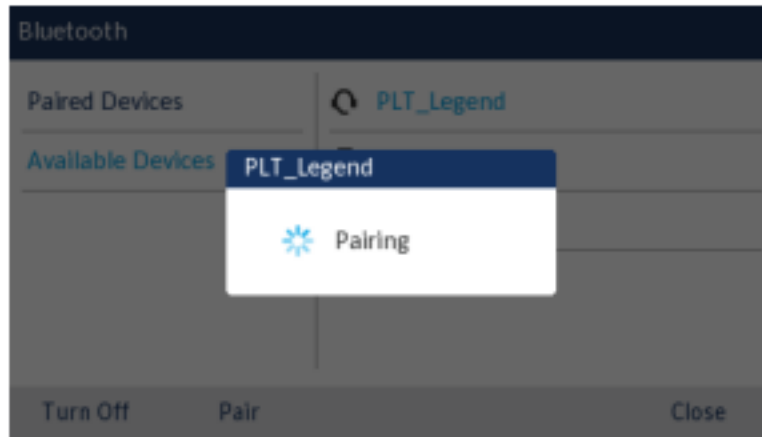 Bluetooth
Paired Devices
PLT_Legend
Available Devices
PLT_Legend
Pairing
Turn Off Pair Close